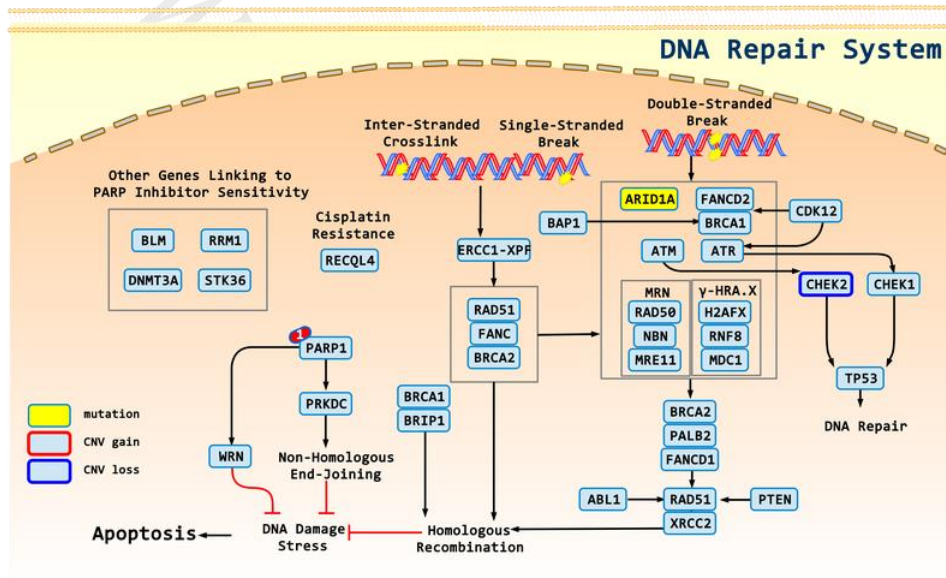 DNA Repair System
Double-Stranded
Break
Inter-Stranded
Crosslink
Single-Stranded
Break
Other Genes Linking to
PARP Inhibitor Sensitivity
BLM
RRM1
DNMT3A
STK36
Cisplatin
Resistance
RECQL4
ERCC1-XPF
RAD51
FANC
BRCA2
BAP1
ARID1A
FANCD2
BRCA1
CDK12
ATM
ATR
CHEK2
CHEK1
MRN
RAD50
NBN
MRE11
γ-HRA.X
H2AFX
RNF8
MDC1
TP53
DNA Repair
1
PARP1
PRKDC
WRN
Non-Homologous
End-Joining
BRCA1
BRIP1
BRCA2
PALB2
FANCD1
ABL1
RAD51
PTEN
XRCC2
mutation
CNV gain
CNV loss
Apoptosis
DNA Damage
Stress
Homologous
Recombination